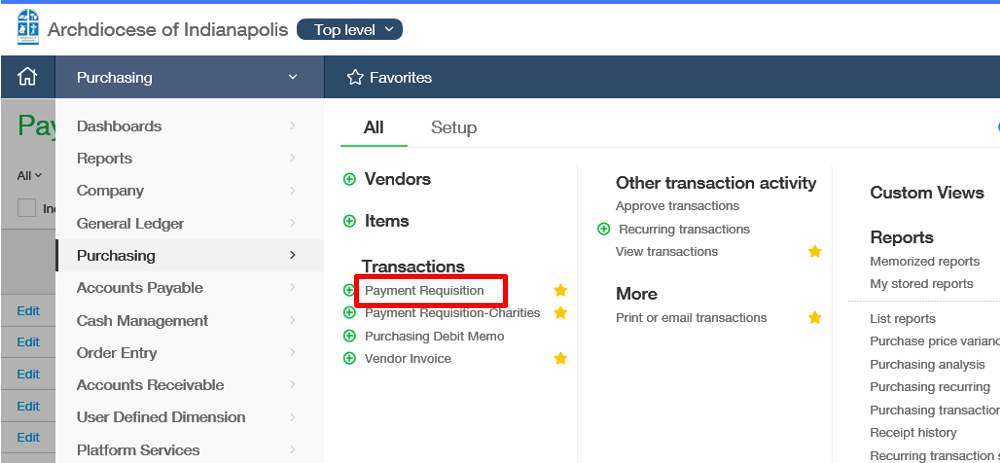 Archdiocese of Indianapolis Top level
Purchasing Favorites
Pay
All
Edit
Edit
Edit
Edit
Edit
Dashboards
Reports
Company
General Ledger
Purchasing
Accounts Payable
Cash Management
Order Entry
Accounts Receivable
User Defined Dimension
Platform Services
All Setup
Vendors
Items
Transactions
Payment Requisition
Payment Requisition-Charities
Purchasing Debit Memo
Vendor Invoice
Other transaction activity
Approve transactions
Recurring transactions
View transactions
More
Print or email transactions
Custom Views
Reports
Memorized reports
My stored reports
List reports
Purchase price varianc
Purchasing analysis
Purchasing recurring
Purchasing transaction
Receipt history
Recurring transaction s